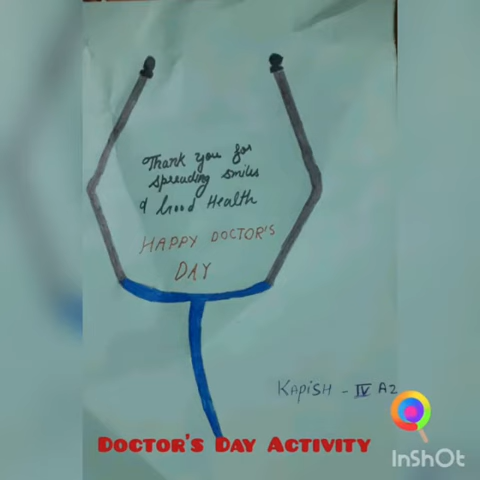 Thank you for
spreading smiles
& Good Health
HAPPY DOCTOR'S
DAY
KAPISH - IV A2
DOCTOR'S DAY ACTIVITY
InShOt